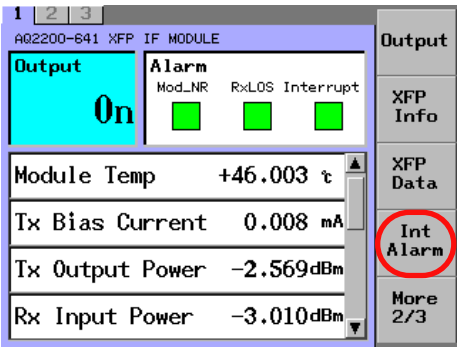 1 2 3
AQ2200-641 XFP IF MODULE
Output
On
Alarm
Mod_NR RxLOS Interrupt
Module Temp +46.003 ℃
Tx Bias Current 0.008 mA
Tx Output Power -2.569dBm
Rx Input Power -3.010dBm
Output
XFP
Info
XFP
Data
Int
Alarm
More
2/3